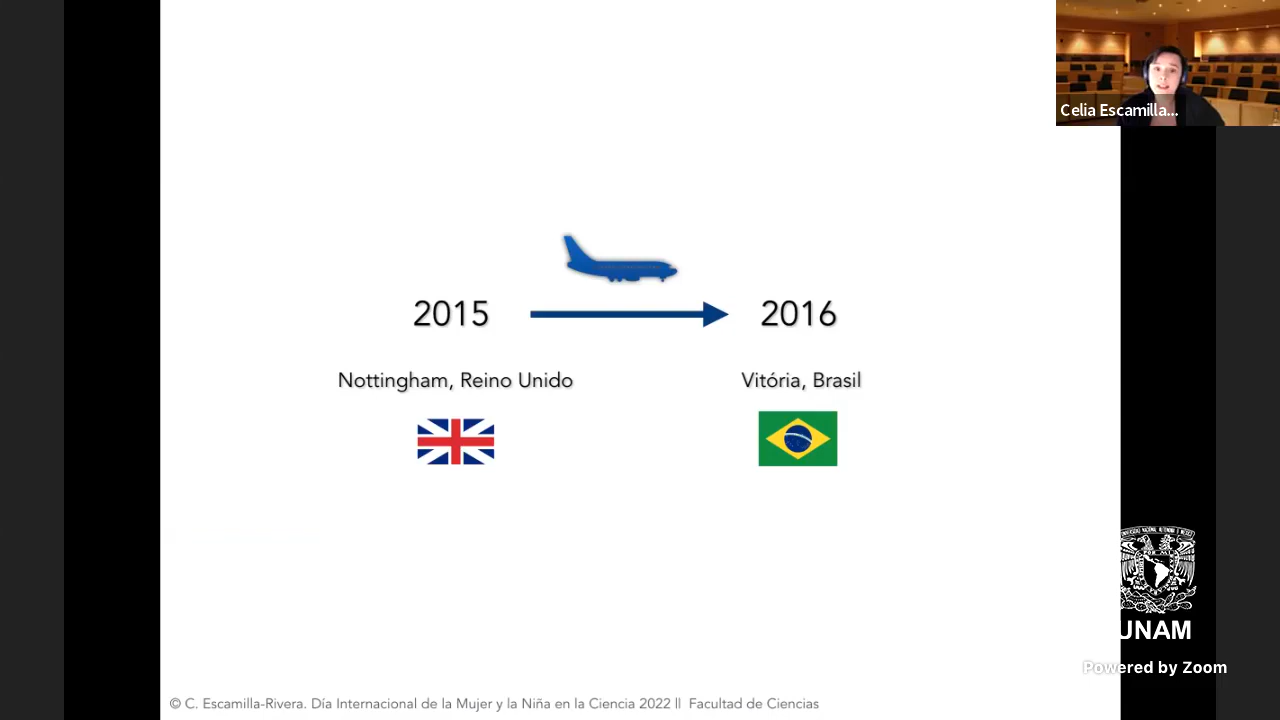 Celia Escamilla...
2015
2016
Nottingham, Reino Unido
Vitória, Brasil
UNAM
Powered by Zoom
© C. Escamilla-Rivera. Día Internacional de la Mujer y la Niña en la Ciencia 2022 || Facultad de Ciencias